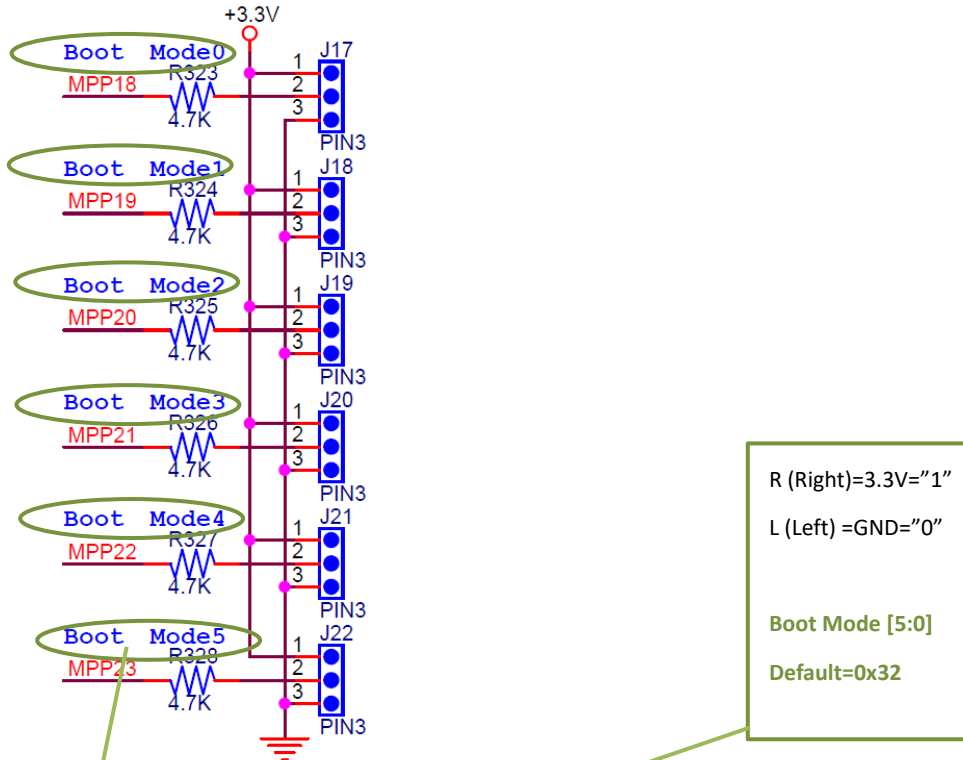 +3.3V
Boot Mode0
J17
R323
1
MPP18
2
3
4.7K
PIN3
Boot Mode1
J18
R324
1
MPP19
2
3
4.7K
PIN3
Boot Mode2
J19
R325
1
MPP20
2
3
4.7K
PIN3
Boot Mode3
J20
R326
1
MPP21
2
3
4.7K
PIN3
Boot Mode4
J21
R327
1
MPP22
2
3
4.7K
PIN3
Boot Mode5
J22
R328
1
MPP23
2
3
4.7K
PIN3
R (Right)=3.3V=”1”
L (Left) =GND=”0”
Boot Mode [5:0]
Default=0x32